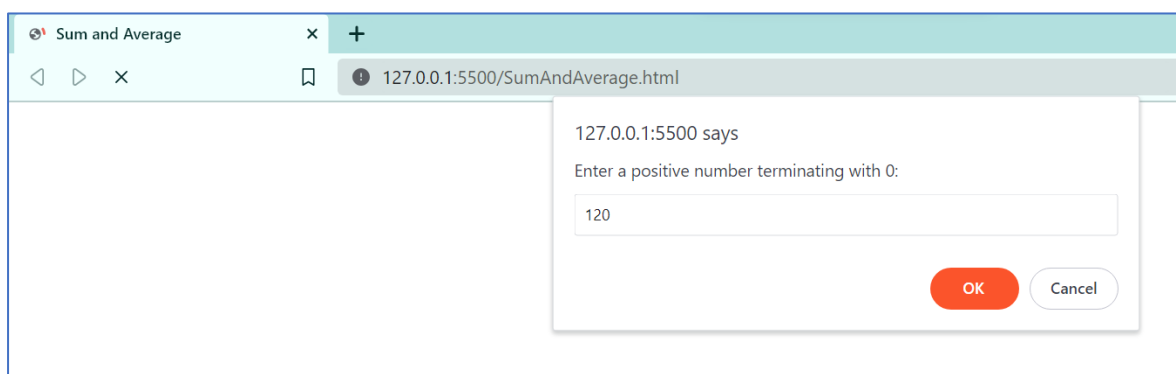 Sum and Average
127.0.0.1:5500/SumAndAverage.html
127.0.0.1:5500 says
Enter a positive number terminating with 0:
120
OK Cancel